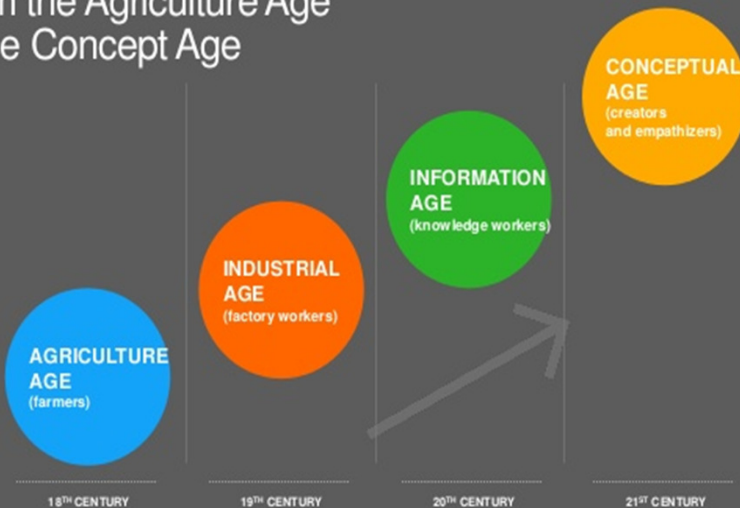 the Agriculture Age
e Concept Age
CONCEPTUAL
AGE
(creators
and empathizers)
INFORMATION
AGE
(knowledge workers)
INDUSTRIAL
AGE
(factory workers)
AGRICULTURE
AGE
(farmers)
18TH CENTURY
19TH CENTURY
20TH CENTURY
21ST CENTURY